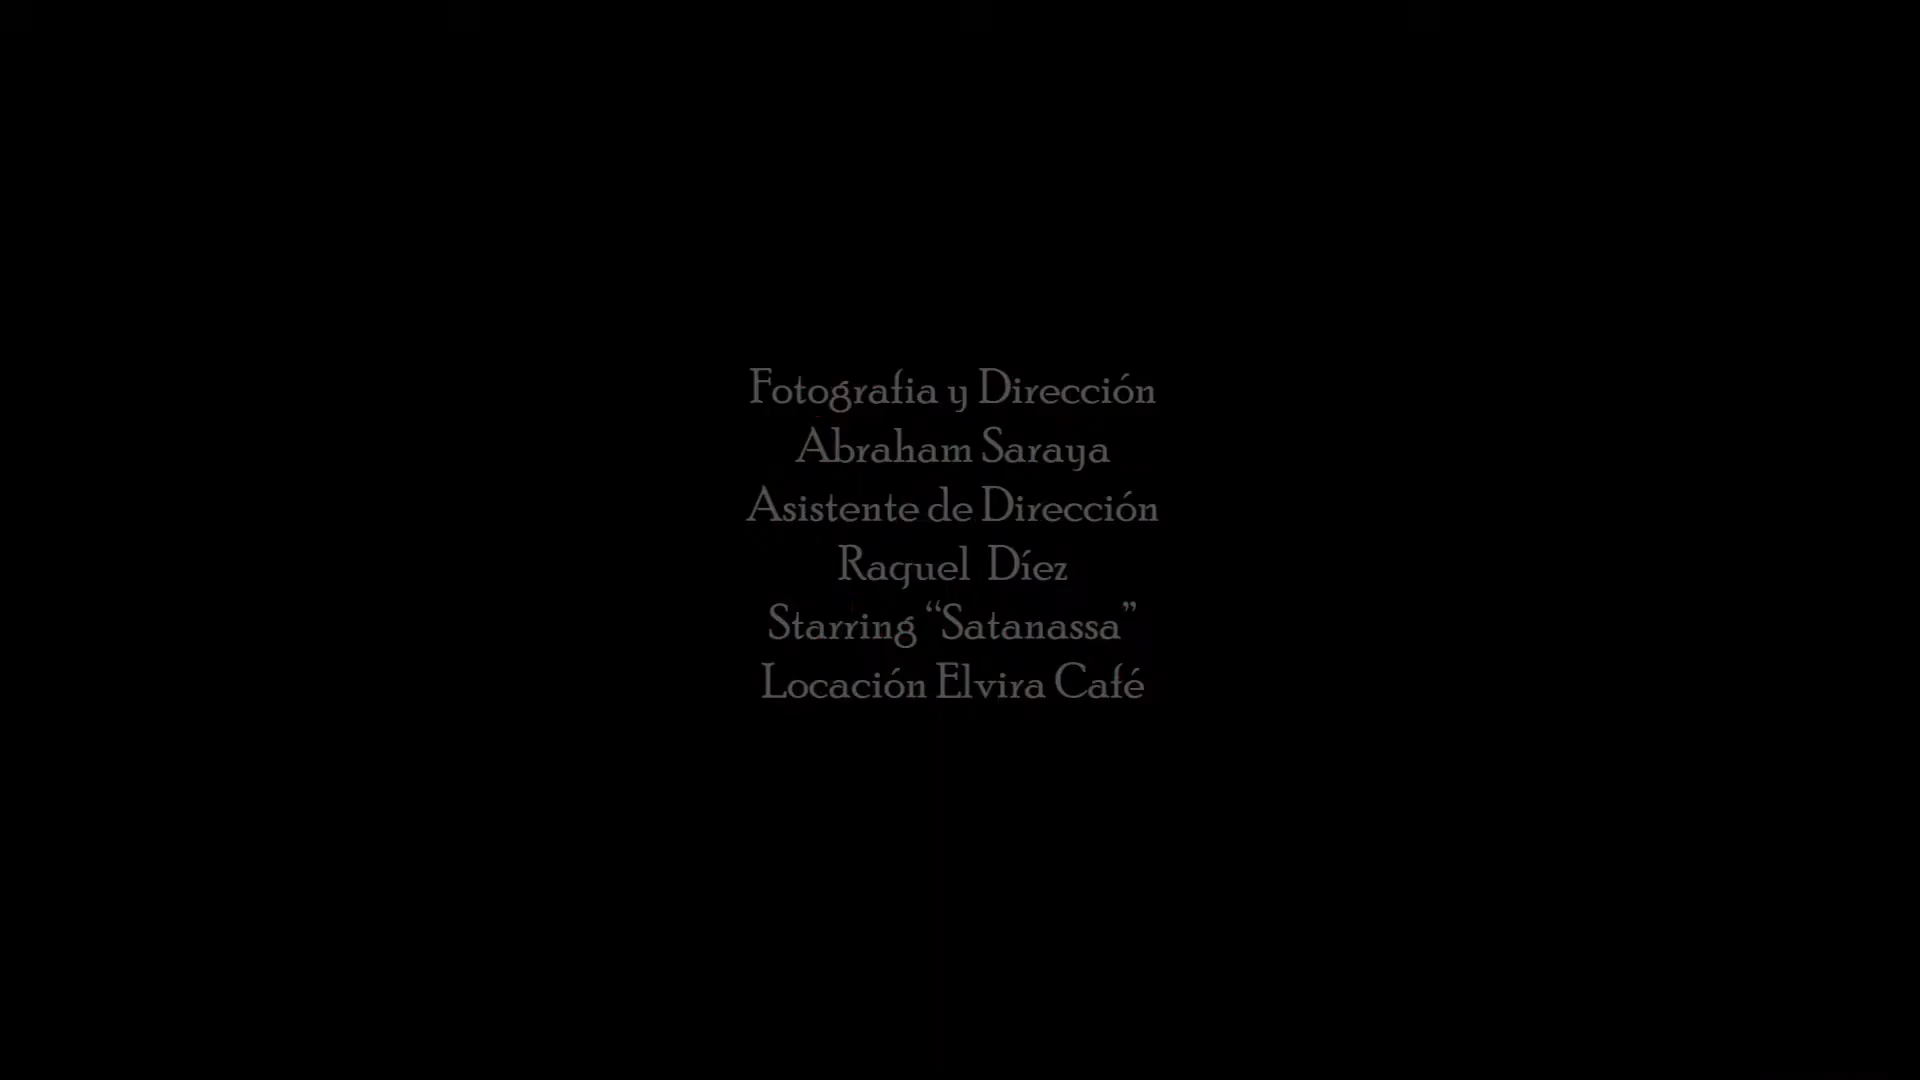 Fotografia y Dirección
Abraham Saraya
Asistente de Dirección
Raquel Díez
Starring “Satanassa”
Locación Elvira Café